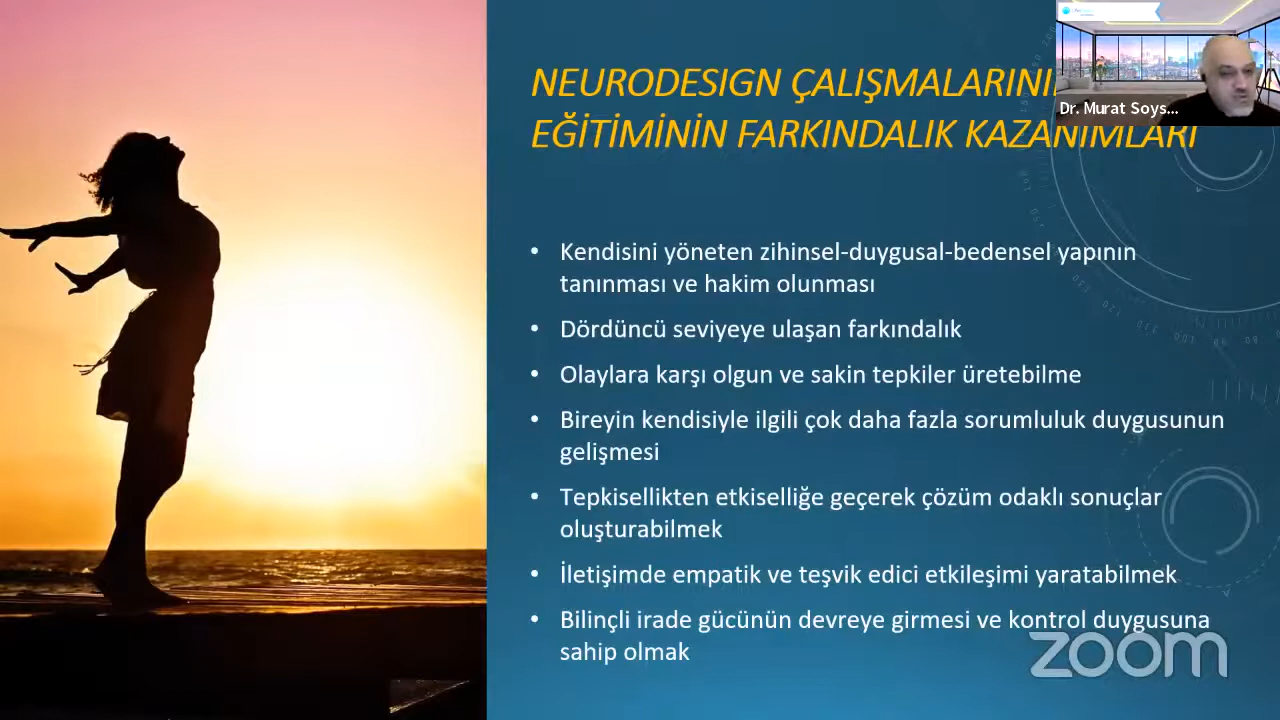 NEURODESIGN ÇALIŞMALARININ
EĞİTİMİNİN FARKINDALIK KAZANIMLARI
Dr. Murat Soys...
• Kendisini yöneten zihinsel-duygusal-bedensel yapının
tanınması ve hakim olunması
• Dördüncü seviyeye ulaşan farkındalık
• Olaylara karşı olgun ve sakin tepkiler üretebilme
• Bireyin kendisiyle ilgili çok daha fazla sorumluluk duygusunun
gelişmesi
• Tepkisellikten etkiselliğe geçerek çözüm odaklı sonuçlar
oluşturabilmek
• İletişimde empatik ve teşvik edici etkileşimi yaratabilmek
• Bilinçli irade gücünün devreye girmesi ve kontrol duygusuna
sahip olmak
zoom